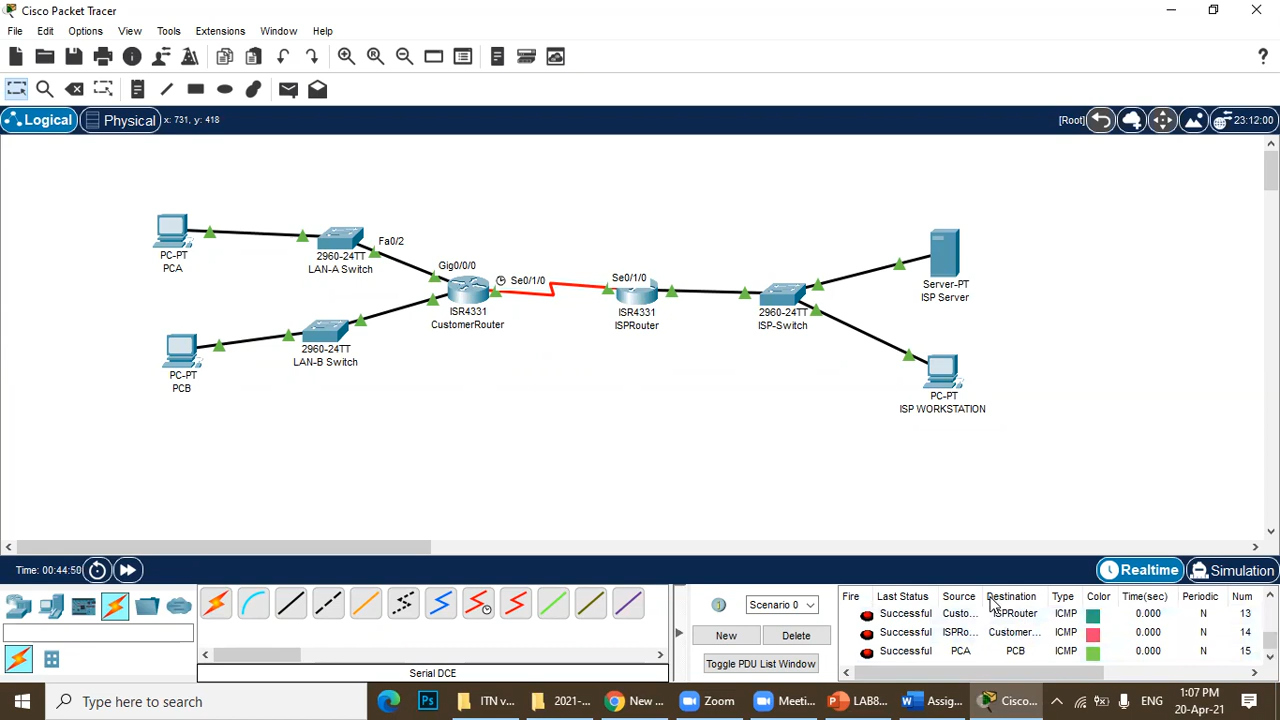 Cisco Packet Tracer
File Edit Options View Tools Extensions Window Help
Logical Physical x: 731, y: 418 [Root] 23:12:00
PC-PT
PCA
2960-24TT
LAN-A Switch
Fa0/2
Gig0/0/0
Se0/1/0
ISR4331
CustomerRouter
PC-PT
PCB
2960-24TT
LAN-B Switch
Se0/1/0
ISR4331
ISPRouter
2960-24TT
ISP-Switch
Server-PT
ISP Server
PC-PT
ISP WORKSTATION
Time: 00:44:50 Realtime Simulation
Scenario 0
New Delete
Toggle PDU List Window
Serial DCE
Fire Last Status Source Destination Type Color Time(sec) Periodic Num
Successful Custo... ISPRouter ICMP 0.000 N 13
Successful ISPRo... Customer... ICMP 0.000 N 14
Successful PCA PCB ICMP 0.000 N 15
Type here to search
Ps ITN v... 2021-... New ... Zoom Meeti... LAB8... Assig... Cisco... ENG
1:07 PM
20-Apr-21